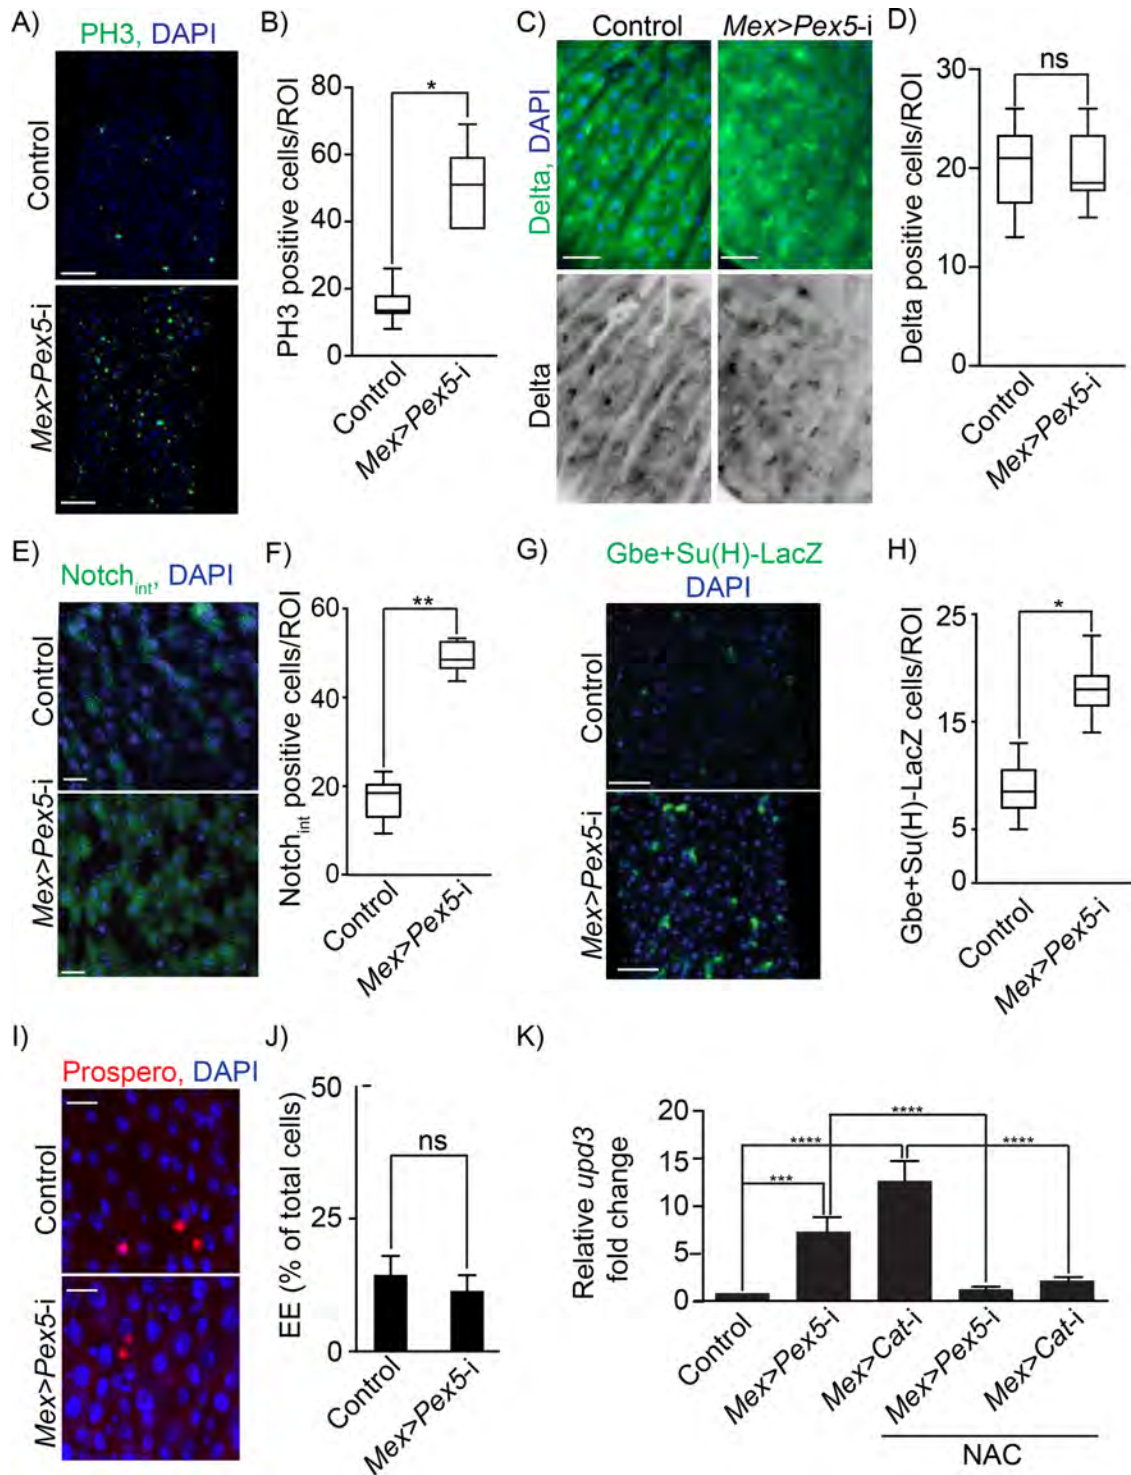 A)
PH3, DAPI
Control
Mex>Pex5-i
B)
PH3 positive cells/ROI
80
60
40
20
0
*
Control
Mex>Pex5-i
C)
Control
Mex>Pex5-i
Delta, DAPI
Delta
D)
Delta positive cells/ROI
30
20
10
0
ns
Control
Mex>Pex5-i
E)
Notch_int, DAPI
Control
Mex>Pex5-i
F)
Notch_int positive cells/ROI
60
40
20
0
**
Control
Mex>Pex5-i
G)
Gbe+Su(H)-LacZ
DAPI
Control
Mex>Pex5-i
H)
Gbe+Su(H)-LacZ cells/ROI
25
15
5
0
*
Control
Mex>Pex5-i
I)
Prospero, DAPI
Control
Mex>Pex5-i
J)
EE (% of total cells)
50
25
0
ns
Control
Mex>Pex5-i
K)
Relative upd3
fold change
20
15
10
5
0
****
****
****
***
Control
Mex>Pex5-i
Mex>Cat-i
Mex>Pex5-i
Mex>Cat-i
NAC